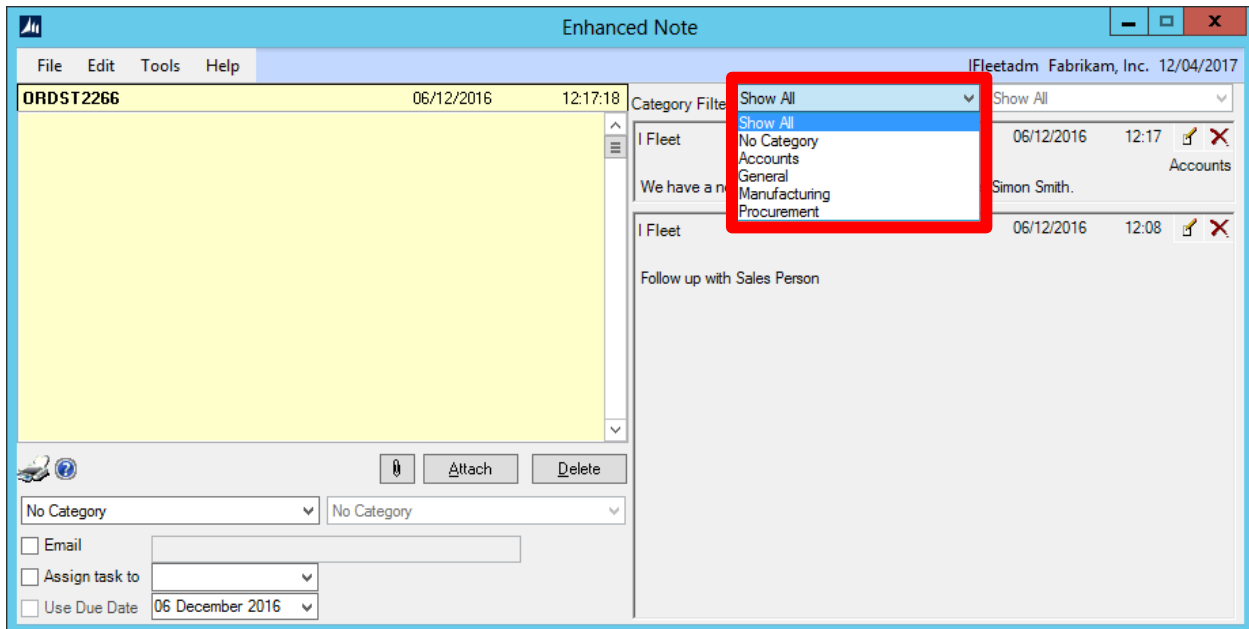 Enhanced Note
File Edit Tools Help
IFleetadm Fabrikam, Inc. 12/04/2017
ORDST2266 06/12/2016 12:17:18
Category Filte Show All Show All
Show All
No Category
Accounts
General
Manufacturing
Procurement
I Fleet 06/12/2016 12:17
Accounts
We have a n Simon Smith.
I Fleet 06/12/2016 12:08
Follow up with Sales Person
Attach Delete
No Category No Category
Email
Assign task to
Use Due Date 06 December 2016